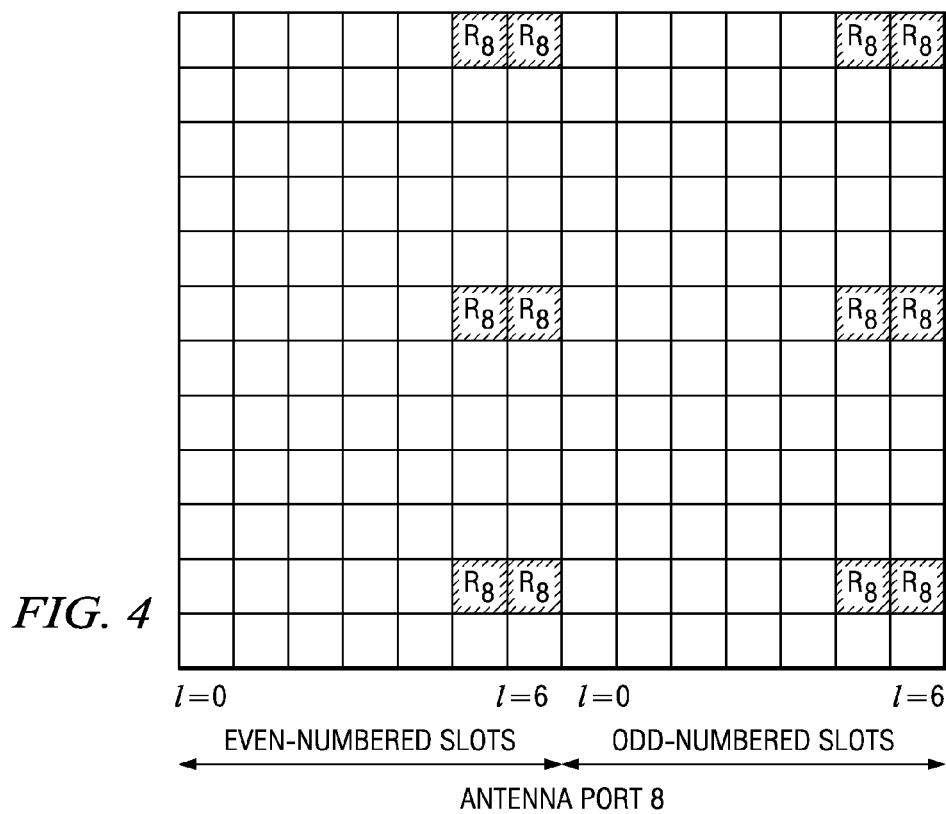 R8 R8 R8 R8
R8 R8 R8 R8
R8 R8 R8 R8
FIG. 4
l=0 l=6 l=0 l=6
EVEN-NUMBERED SLOTS ODD-NUMBERED SLOTS
ANTENNA PORT 8